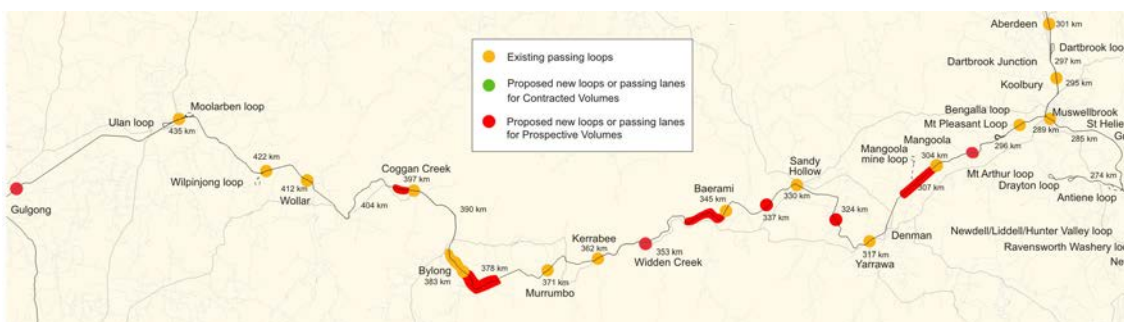 Aberdeen
301 km
Dartbrook loo
Dartbrook Junction
297 km
Koolbury
295 km
Existing passing loops
Proposed new loops or passing lanes
for Contracted Volumes
Proposed new loops or passing lanes
for Prospective Volumes
Moolarben loop
Ulan loop
435 km
Bengalla loop
Muswellbrook
Mt Pleasant Loop
289 km
St Helie
285 km
G
296 km
Mangoola
Mangoola
mine loop
304 km
307 km
Mt Arthur loop
Drayton loop
274 km
Antiene loop
422 km
Wilpinjong loop
412 km
Wollar
Coggan Creek
397 km
404 km
390 km
Gulgong
Sandy
Hollow
330 km
Baerami
345 km
337 km
324 km
Denman
317 km
Yarrawa
Newdell/Liddell/Hunter Valley loop
Ravensworth Washery loo
Ne
Kerrabee
362 km
353 km
Widden Creek
Bylong
383 km
378 km
371 km
Murrumbo